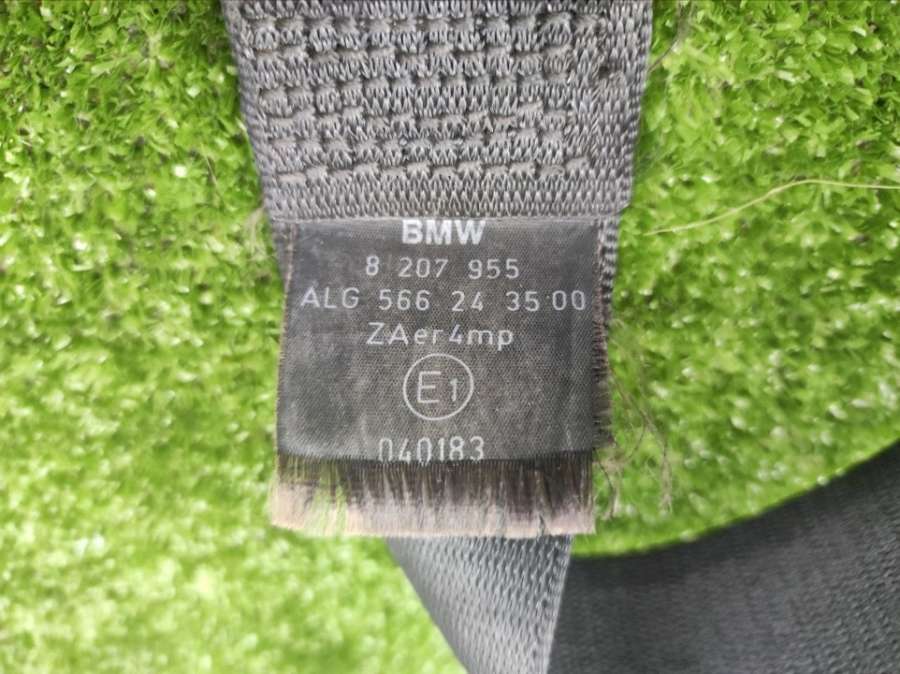 BMW
8 207 955
ALG 566 24 35 00
ZAer4mp
E1
040183